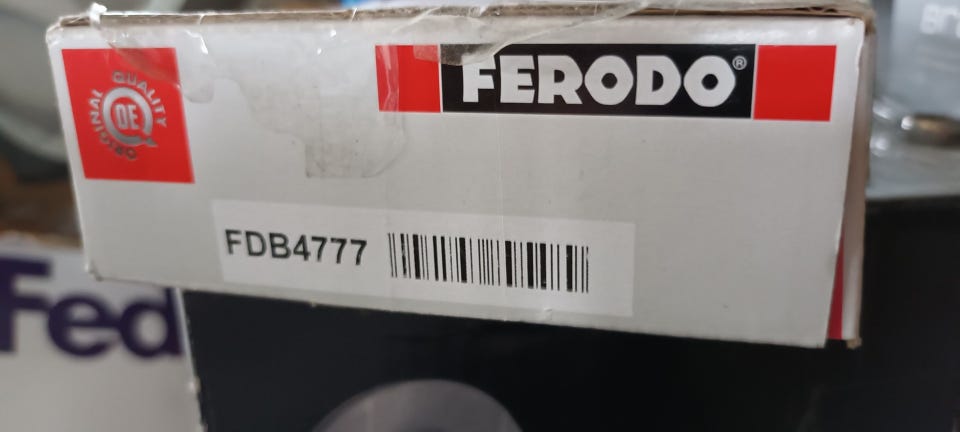 FERODO®
ORIGINAL QUALITY
OE
FDB4777
Fed